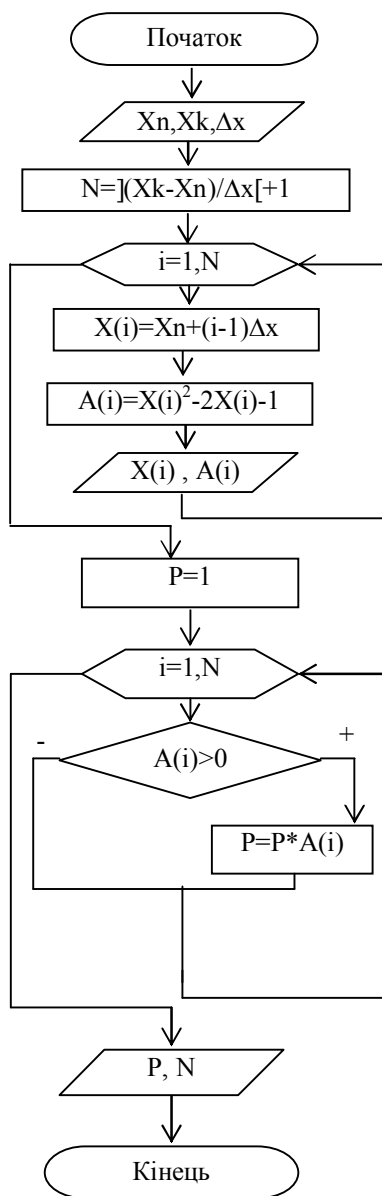 Початок
Xn,Xk,Δx
N=](Xk-Xn)/Δx[+1
i=1,N
X(i)=Xn+(i-1)Δx
A(i)=X(i)²-2X(i)-1
X(i) , A(i)
P=1
i=1,N
- +
A(i)>0
P=P*A(i)
P, N
Кінець